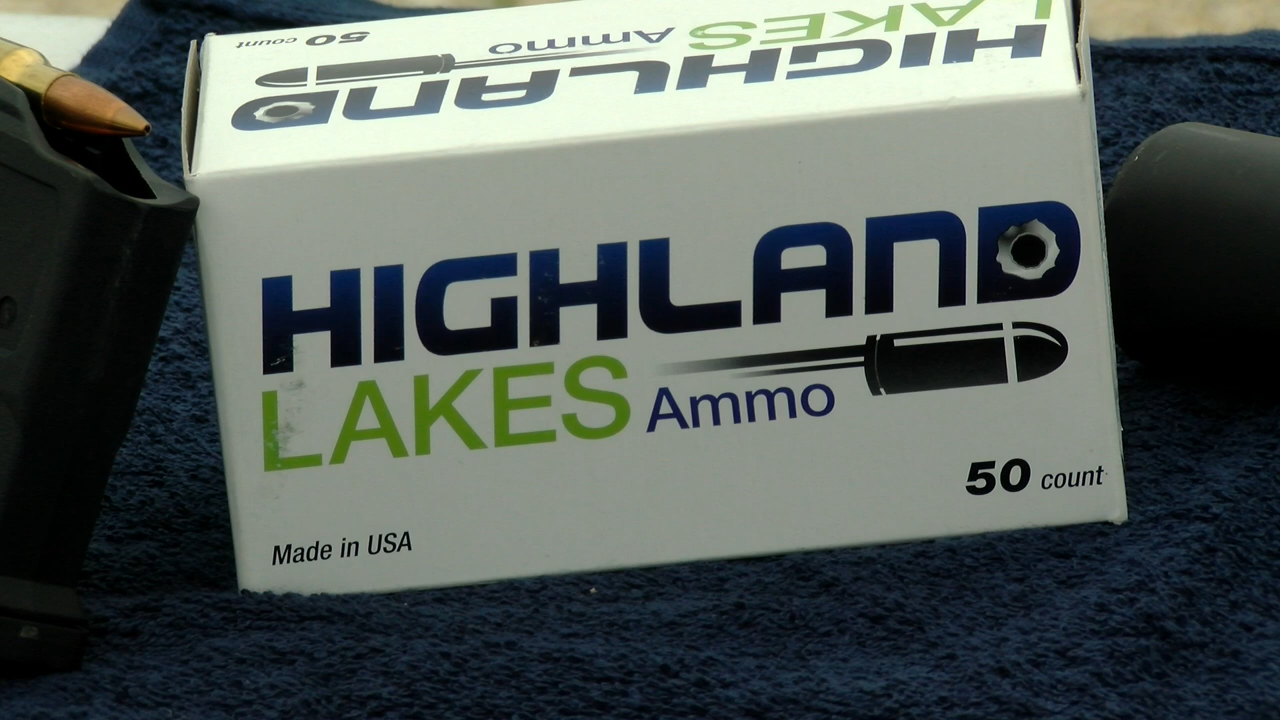 50 count
Ammo
LAKES
HIGHLAND
HIGHLAND
LAKES Ammo
50 count
Made in USA